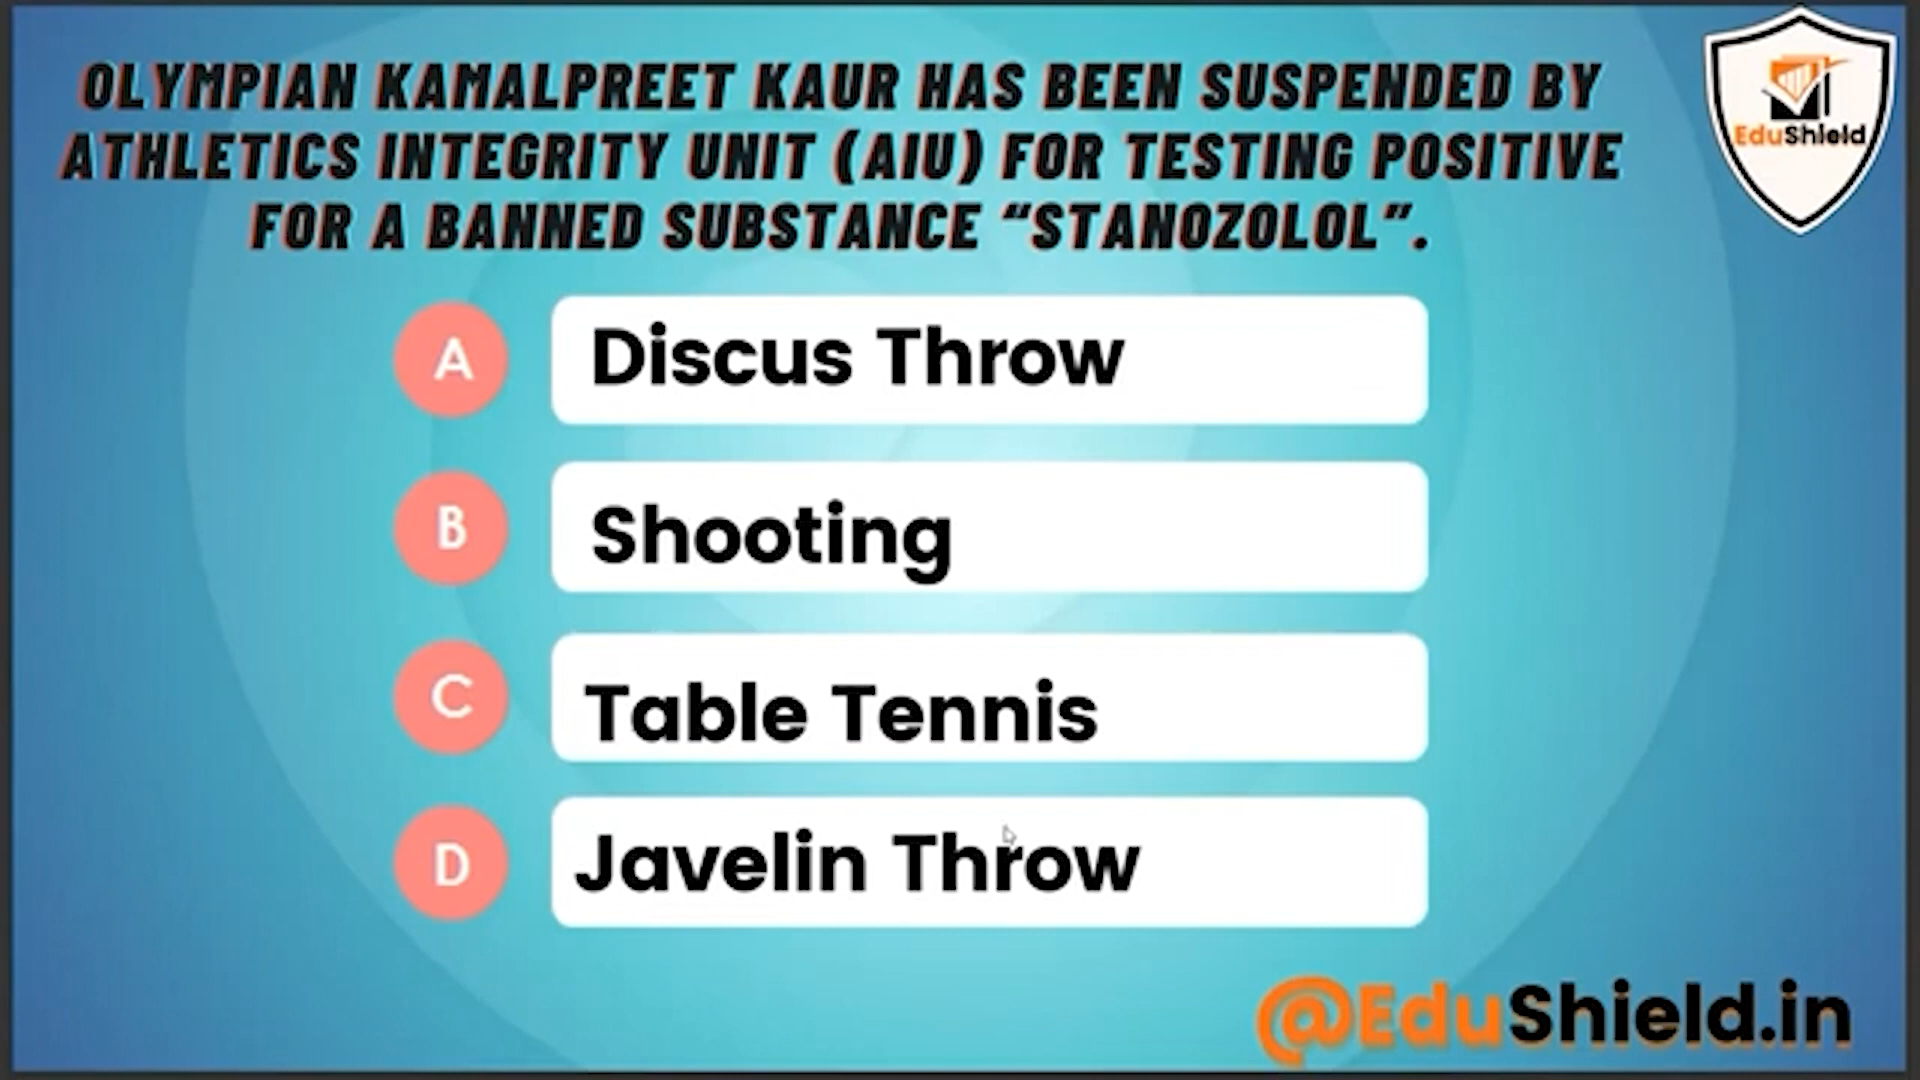 OLYMPIAN KAMALPREET KAUR HAS BEEN SUSPENDED BY
ATHLETICS INTEGRITY UNIT (AIU) FOR TESTING POSITIVE
FOR A BANNED SUBSTANCE “STANOZOLOL”.
EduShield
A Discus Throw
B Shooting
C Table Tennis
D Javelin Throw
@EduShield.in